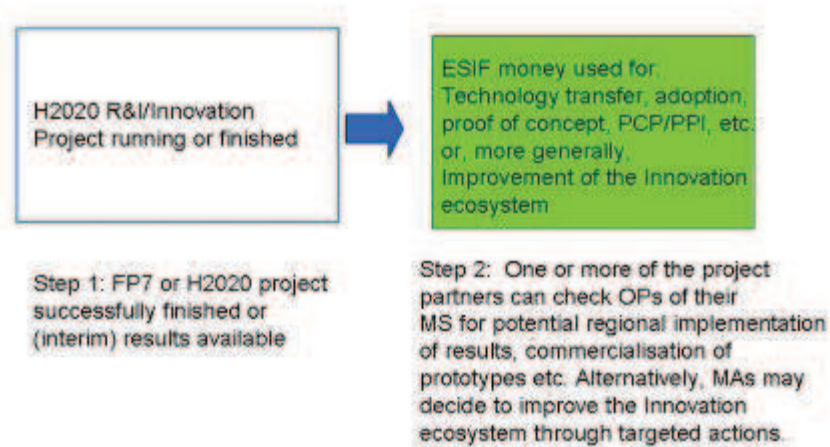 H2020 R&I/Innovation
Project running or finished
ESIF money used for:
Technology transfer, adoption,
proof of concept, PCP/PPI, etc.
or, more generally,
Improvement of the Innovation
ecosystem
Step 1: FP7 or H2020 project
successfully finished or
(interim) results available
Step 2: One or more of the project
partners can check OPs of their
MS for potential regional implementation
of results, commercialisation of
prototypes etc. Alternatively, MAs may
decide to improve the Innovation
ecosystem through targeted actions.